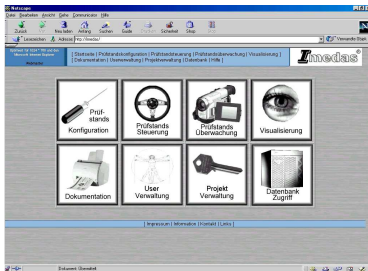 Netscape
Datei Bearbeiten Ansicht Gehe Communicator Hilfe
Zurück Neu laden Anfang Suchen Guide Sicherheit Shop
Lesezeichen Adresse http://imedas/ Verwandte Objekt
| Startseite | Prüfstandskonfiguration | Prüfstandssteuerung | Prüfstandsüberwachung | Visualisierung |
| Dokumentation | Userverwaltung | Projektverwaltung | Datenbank | Hilfe |
Imedas
Prüf-
stands
Konfiguration
Prüfstands
Steuerung
Prüfstands
Überwachung
Visualisierung
Dokumentation
User
Verwaltung
Projekt
Verwaltung
Datenbank
Zugriff
| Impressum | Information | Kontakt | Links |
Dokument: Übermittelt